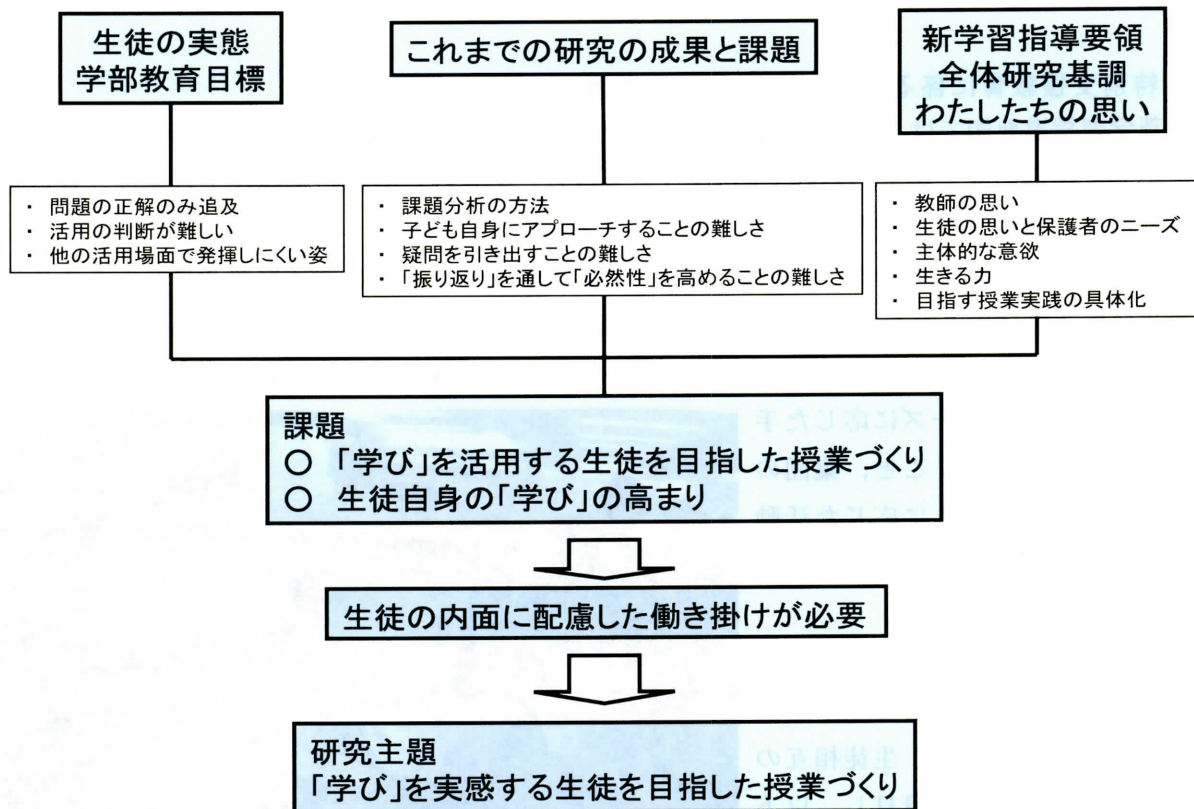 生徒の実態
学部教育目標
これまでの研究の成果と課題
新学習指導要領
全体研究基調
わたしたちの思い
・ 問題の正解のみ追及
・ 活用の判断が難しい
・ 他の活用場面で発揮しにくい姿
・ 課題分析の方法
・ 子ども自身にアプローチすることの難しさ
・ 疑問を引き出すことの難しさ
・ 「振り返り」を通して「必然性」を高めることの難しさ
・ 教師の思い
・ 生徒の思いと保護者のニーズ
・ 主体的な意欲
・ 生きる力
・ 目指す授業実践の具体化
課題
○ 「学び」を活用する生徒を目指した授業づくり
○ 生徒自身の「学び」の高まり
生徒の内面に配慮した働き掛けが必要
研究主題
「学び」を実感する生徒を目指した授業づくり
ーズに応じた手
生徒相互の